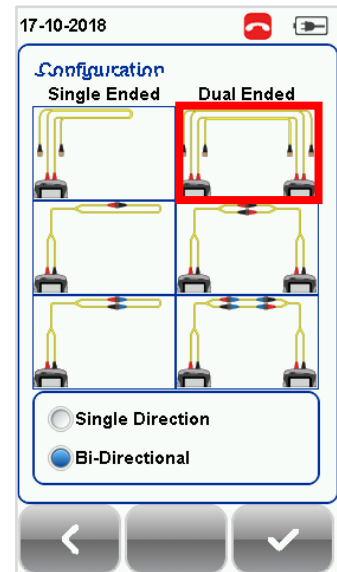 17-10-2018
Configuration
Single Ended Dual Ended
Single Direction
Bi-Directional